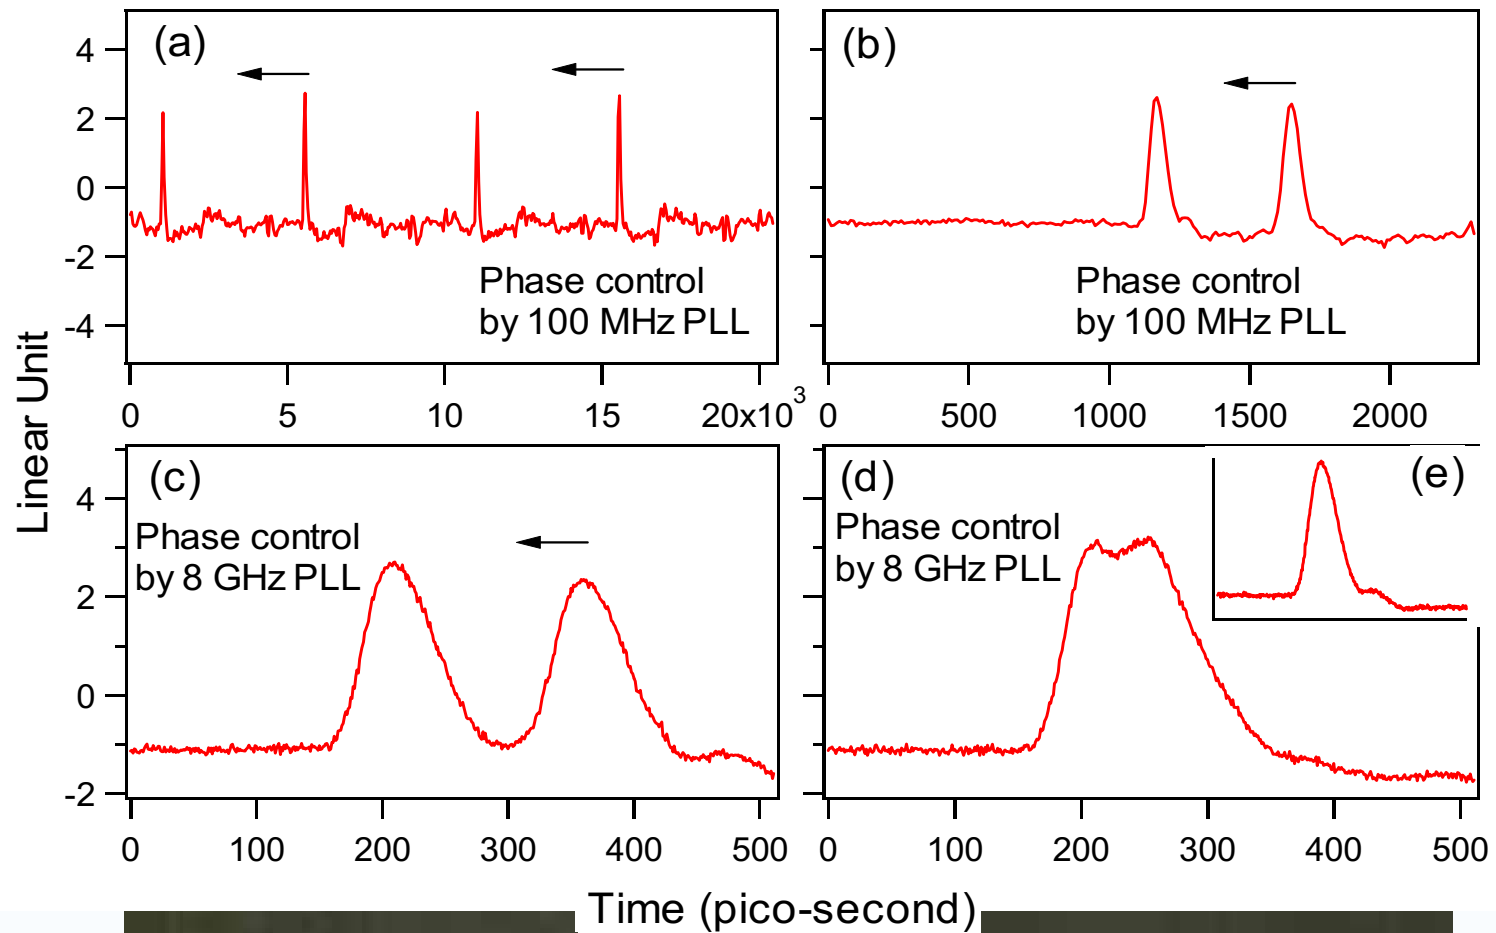 (a)
4
2
0
-2
-4
Phase control
by 100 MHz PLL
0 5 10 15 20x10³
(b)
Phase control
by 100 MHz PLL
0 500 1000 1500 2000
Linear Unit
(c)
Phase control
by 8 GHz PLL
4
2
0
-2
0 100 200 300 400 500
(d)
Phase control
by 8 GHz PLL
(e)
0 100 200 300 400 500
Time (pico-second)